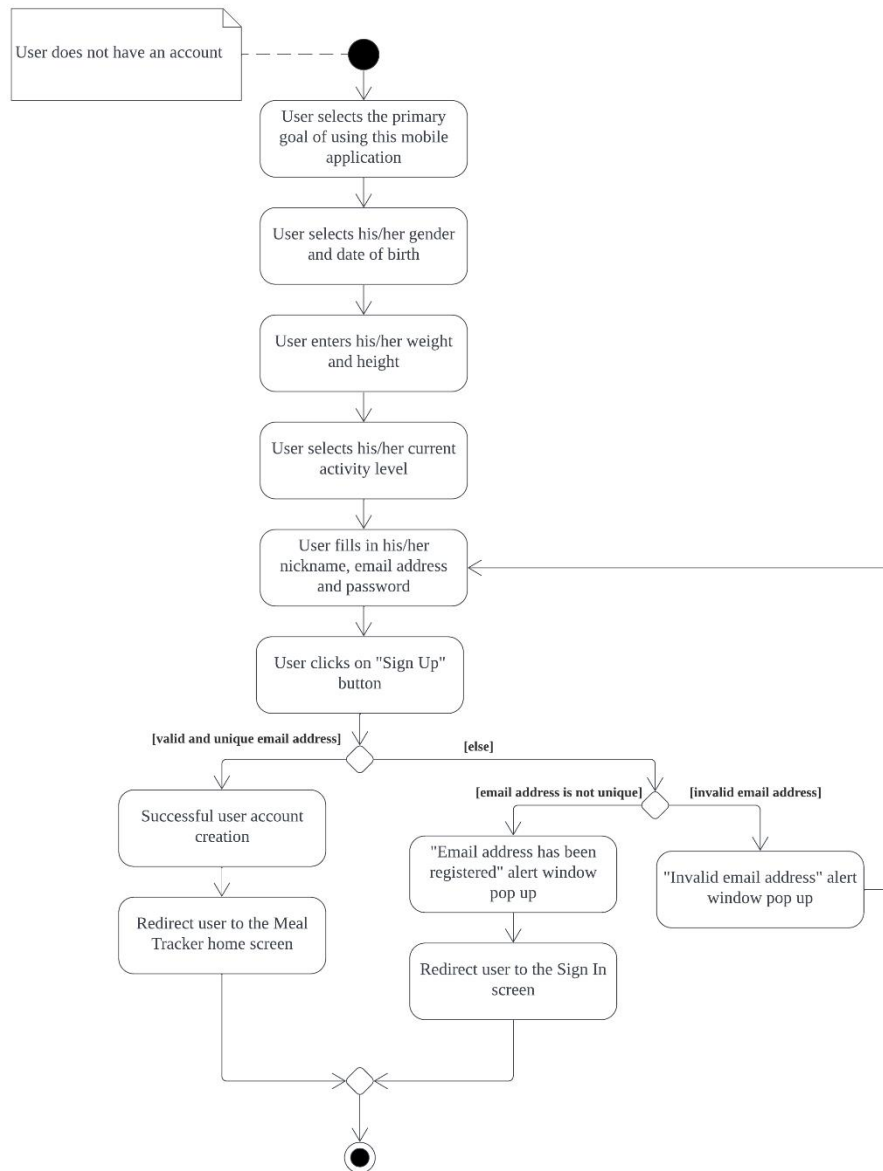 User does not have an account
User selects the primary
goal of using this mobile
application
User selects his/her gender
and date of birth
User enters his/her weight
and height
User selects his/her current
activity level
User fills in his/her
nickname, email address
and password
User clicks on "Sign Up"
button
[valid and unique email address]
[else]
[email address is not unique]
[invalid email address]
Successful user account
creation
"Email address has been
registered" alert window
pop up
"Invalid email address" alert
window pop up
Redirect user to the Meal
Tracker home screen
Redirect user to the Sign In
screen